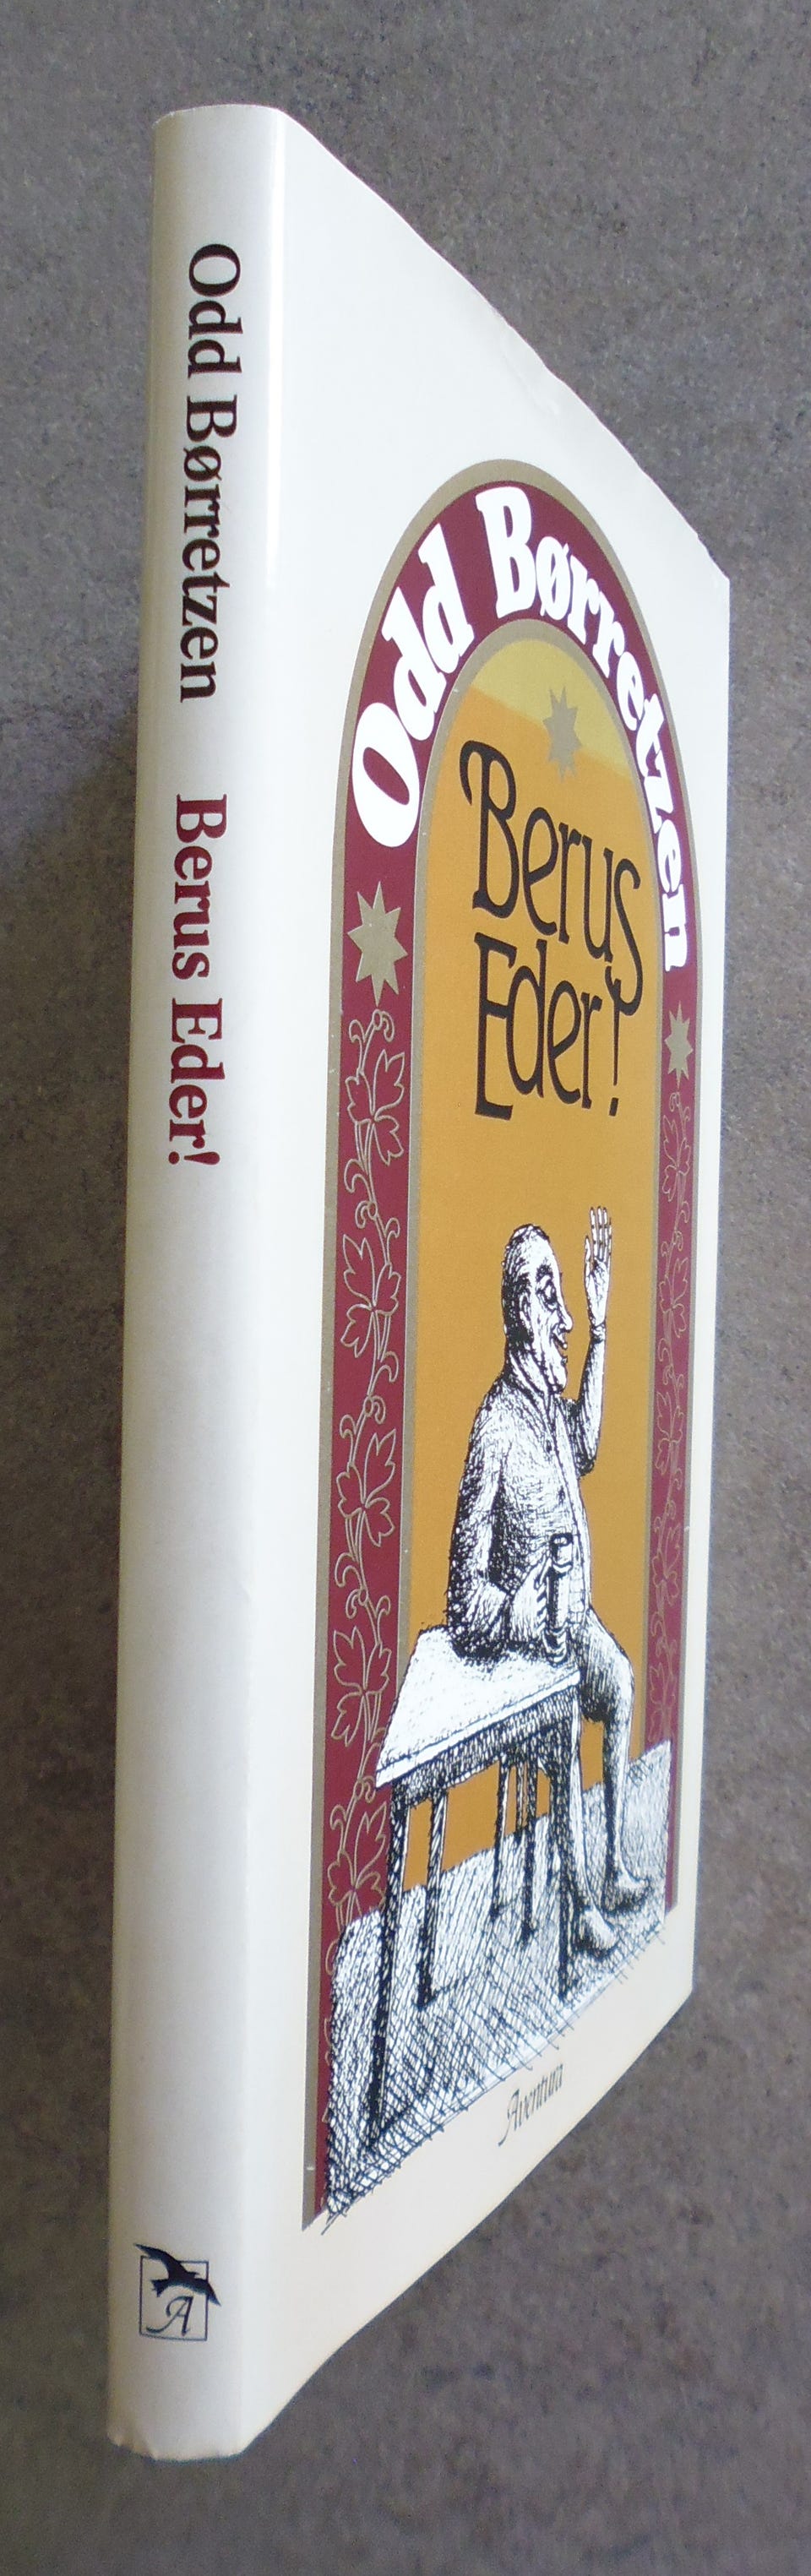 Odd Børretzen Berus Eder!
A
Odd Børretzen
Berus
Eder!
Aventura